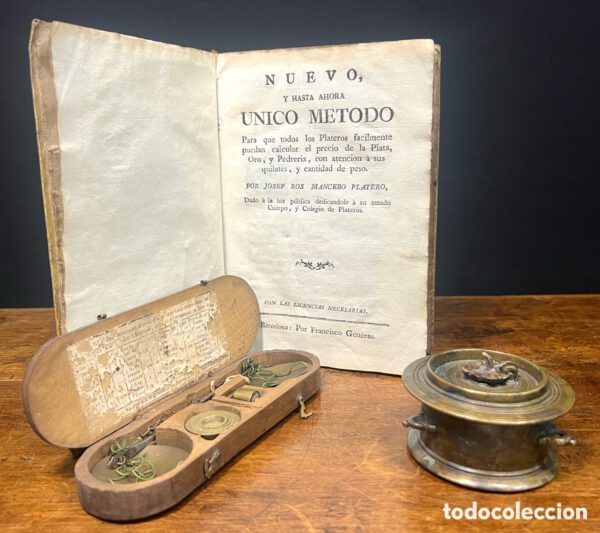 NUEVO,
Y HASTA AHORA
UNICO METODO
Para que todos los Plateros facilmente
puedan calcular el precio de la Plata,
Oro, y Pedreria, con atencion à sus
quilates, y cantidad de peso.
POR JOSEF ROS MANCEBO PLATERO,
Dado à la luz pública dedicandole à su amado
Cuerpo, y Colegio de Plateros.
CON LAS LICENCIAS NECESARIAS.
Barcelona: Por Francisco Genéras.
todocoleccion